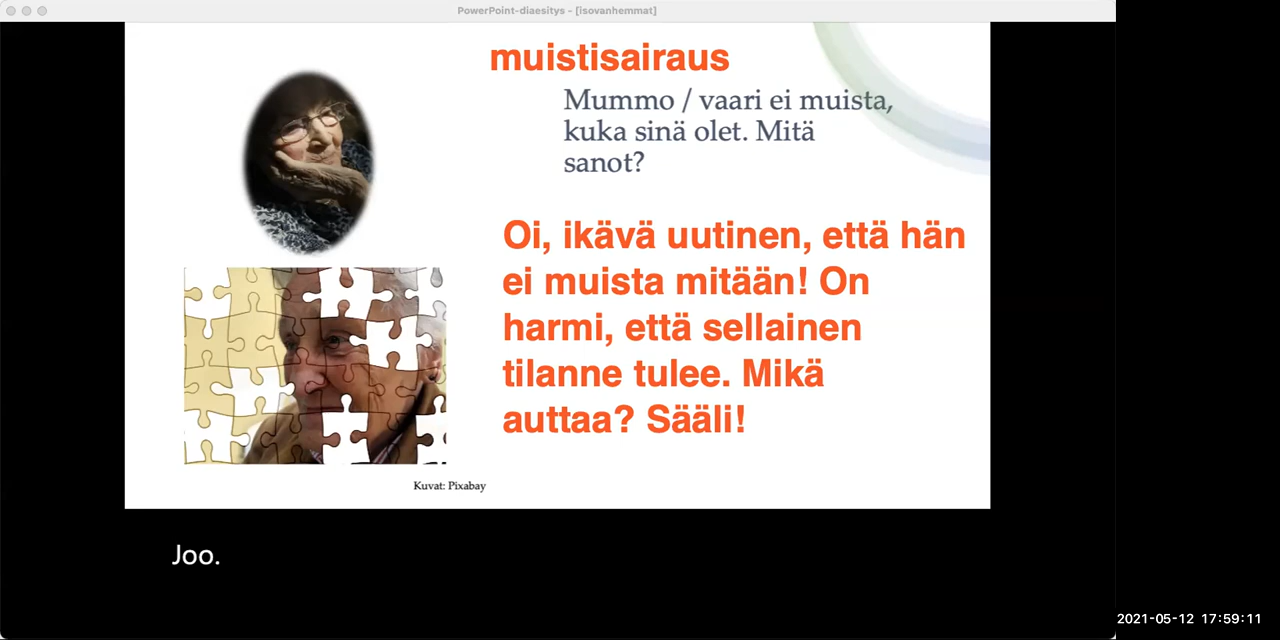 PowerPoint-diaesitys - [isovanhemmat]
muistisairaus
Mummo / vaari ei muista,
kuka sinä olet. Mitä
sanot?
Oi, ikävä uutinen, että hän
ei muista mitään! On
harmi, että sellainen
tilanne tulee. Mikä
auttaa? Sääli!
Kuvat: Pixabay
Joo.
2021-05-12 17:59:11